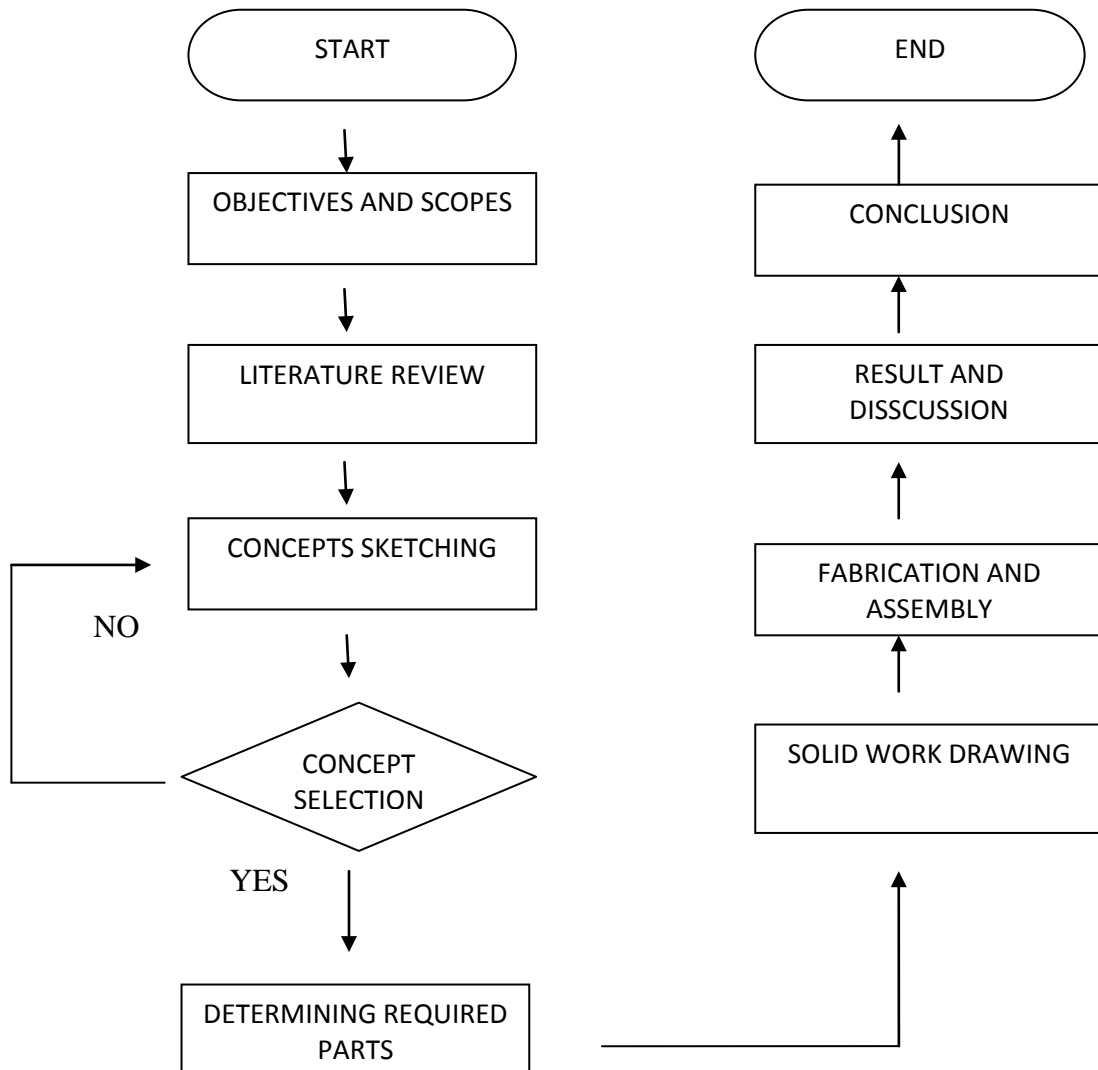 START
OBJECTIVES AND SCOPES
LITERATURE REVIEW
CONCEPTS SKETCHING
NO
CONCEPT
SELECTION
YES
DETERMINING REQUIRED
PARTS
SOLID WORK DRAWING
FABRICATION AND
ASSEMBLY
RESULT AND
DISSCUSSION
CONCLUSION
END